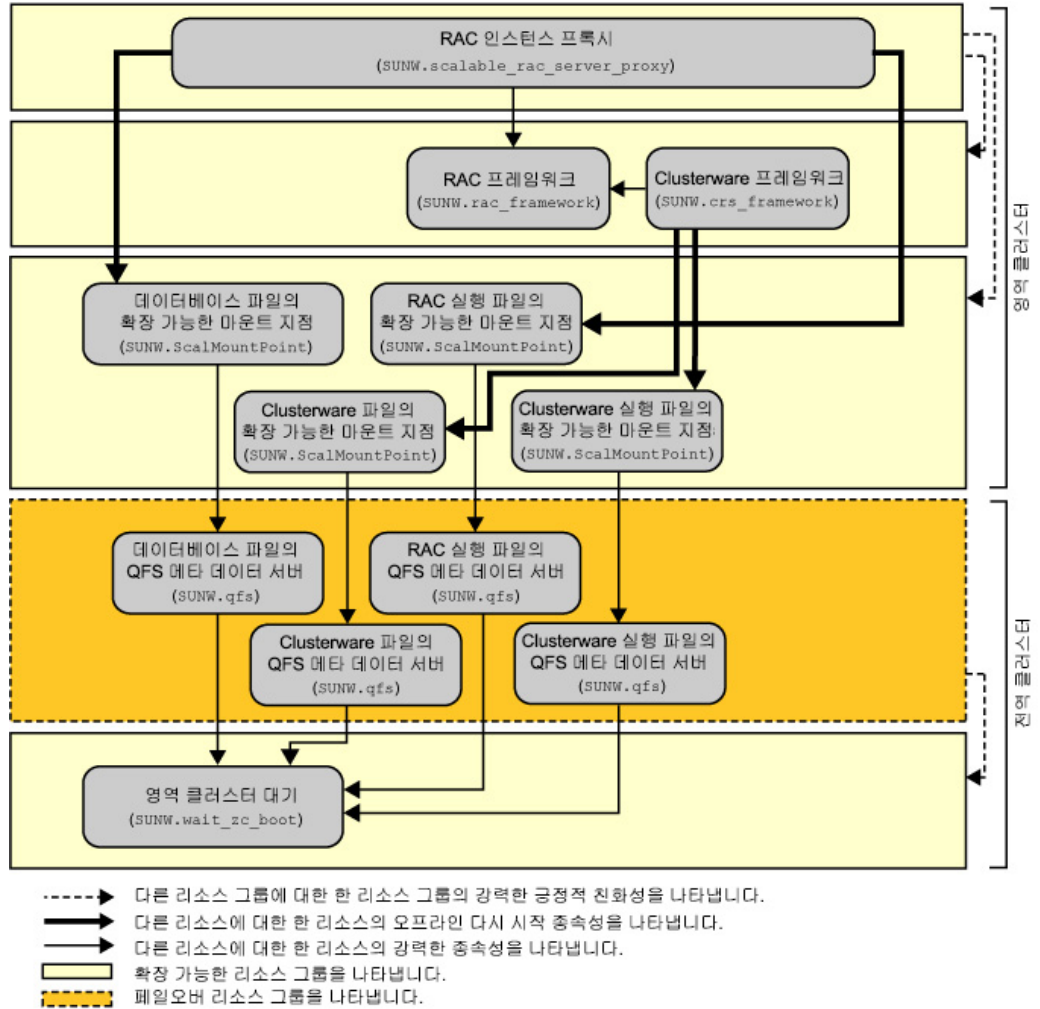 RAC 인스턴스 프록시
(SUNW.scalable_rac_server_proxy)
RAC 프레임워크
(SUNW.rac_framework)
Clusterware 프레임워크
(SUNW.crs_framework)
데이터베이스 파일의
확장 가능한 마운트 지점
(SUNW.ScalMountPoint)
RAC 실행 파일의
확장 가능한 마운트 지점
(SUNW.ScalMountPoint)
Clusterware 파일의
확장 가능한 마운트 지점
(SUNW.ScalMountPoint)
Clusterware 실행 파일의
확장 가능한 마운트 지점
(SUNW.ScalMountPoint)
영역 클러스터
데이터베이스 파일의
QFS 메타 데이터 서버
(SUNW.qfs)
RAC 실행 파일의
QFS 메타 데이터 서버
(SUNW.qfs)
Clusterware 파일의
QFS 메타 데이터 서버
(SUNW.qfs)
Clusterware 실행 파일의
QFS 메타 데이터 서버
(SUNW.qfs)
영역 클러스터 대기
(SUNW.wait_zc_boot)
전역 클러스터
다른 리소스 그룹에 대한 한 리소스 그룹의 강력한 긍정적 친화성을 나타냅니다.
다른 리소스에 대한 한 리소스의 오프라인 다시 시작 종속성을 나타냅니다.
다른 리소스에 대한 한 리소스의 강력한 종속성을 나타냅니다.
확장 가능한 리소스 그룹을 나타냅니다.
페일오버 리소스 그룹을 나타냅니다.